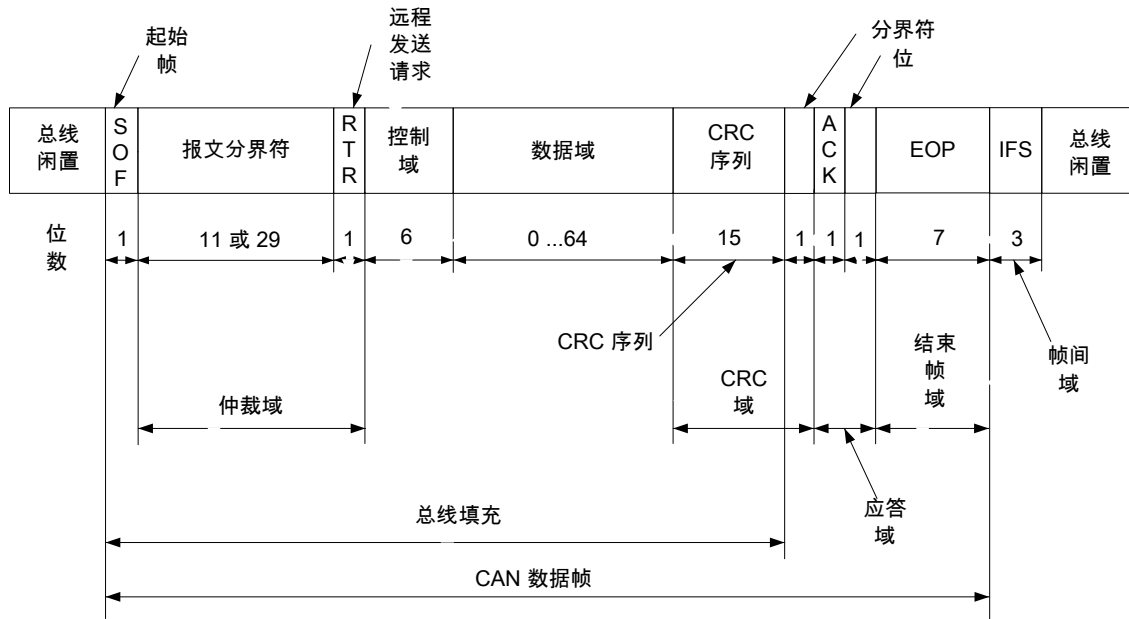 起始
帧
远程
发送
请求
分界符
位
总线
闲置
S
O
F
报文分界符
R
T
R
控制
域
数据域
CRC
序列
A
C
K
EOP
IFS
总线
闲置
位
数
1
11 或 29
1
6
0 ...64
15
1
1
1
7
3
CRC 序列
结束
帧
域
帧间
域
CRC
域
仲裁域
应答
域
总线填充
CAN 数据帧